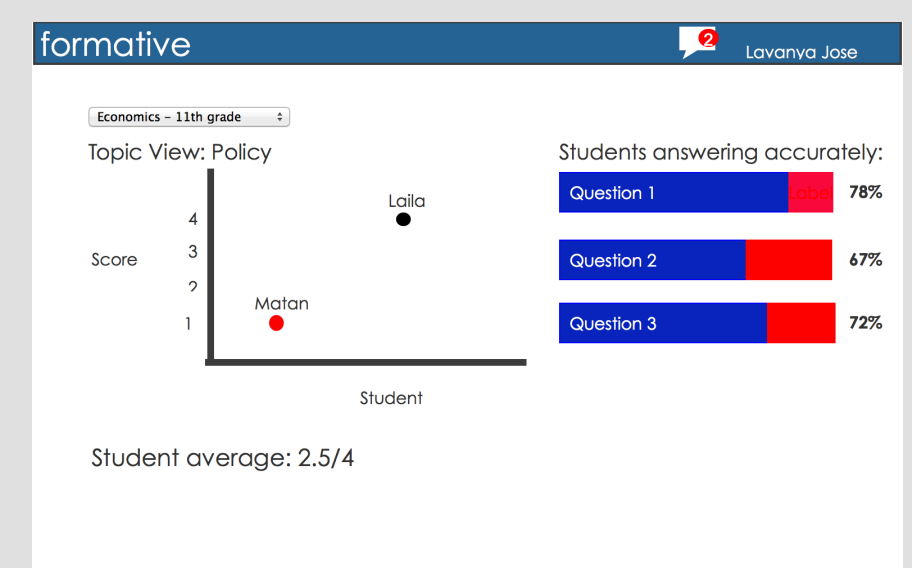 formative
2
Lavanya Jose
Economics – 11th grade
Topic View: Policy
Laila
4
3
2
1
Score
Matan
Student
Student average: 2.5/4
Students answering accurately:
Question 1 Label 78%
Question 2 67%
Question 3 72%